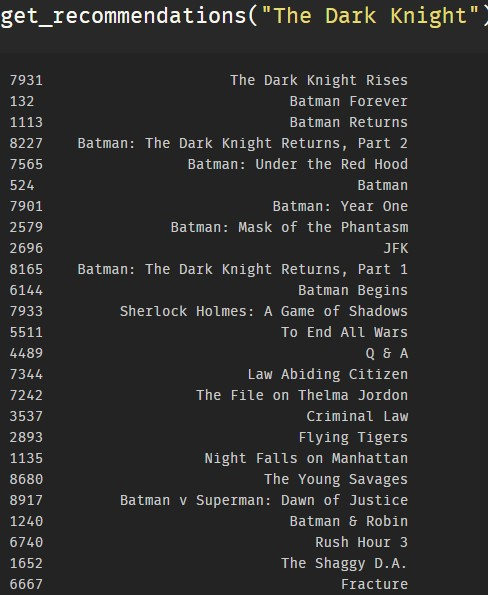 get_recommendations("The Dark Knight")
7931 The Dark Knight Rises
132 Batman Forever
1113 Batman Returns
8227 Batman: The Dark Knight Returns, Part 2
7565 Batman: Under the Red Hood
524 Batman
7901 Batman: Year One
2579 Batman: Mask of the Phantasm
2696 JFK
8165 Batman: The Dark Knight Returns, Part 1
6144 Batman Begins
7933 Sherlock Holmes: A Game of Shadows
5511 To End All Wars
4489 Q & A
7344 Law Abiding Citizen
7242 The File on Thelma Jordon
3537 Criminal Law
2893 Flying Tigers
1135 Night Falls on Manhattan
8680 The Young Savages
8917 Batman v Superman: Dawn of Justice
1240 Batman & Robin
6740 Rush Hour 3
1652 The Shaggy D.A.
6667 Fracture